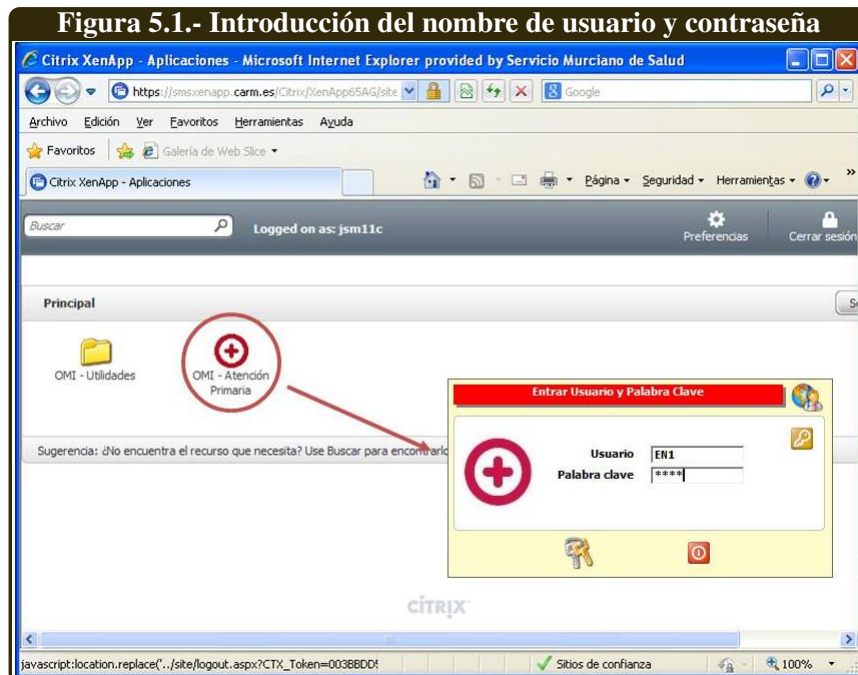 Figura 5.1.- Introducción del nombre de usuario y contraseña
Citrix XenApp - Aplicaciones - Microsoft Internet Explorer provided by Servicio Murciano de Salud
https://smsxenapp.carm.es/Citrix/XenApp65AG/site
Google
Archivo Edición Ver Favoritos Herramientas Ayuda
Favoritos Galería de Web Slice
Citrix XenApp - Aplicaciones
Página Seguridad Herramientas »
Buscar
Logged on as: jsm11c
Preferencias
Cerrar sesión
Principal
OMI - Utilidades
OMI - Atención
Primaria
Entrar Usuario y Palabra Clave
Sugerencia: ¿No encuentra el recurso que necesita? Use Buscar para encontrarlo
Usuario EN1
Palabra clave ****
CITRIX
javascript:location.replace('../site/logout.aspx?CTX_Token=003BBDD
Sitios de confianza
100%